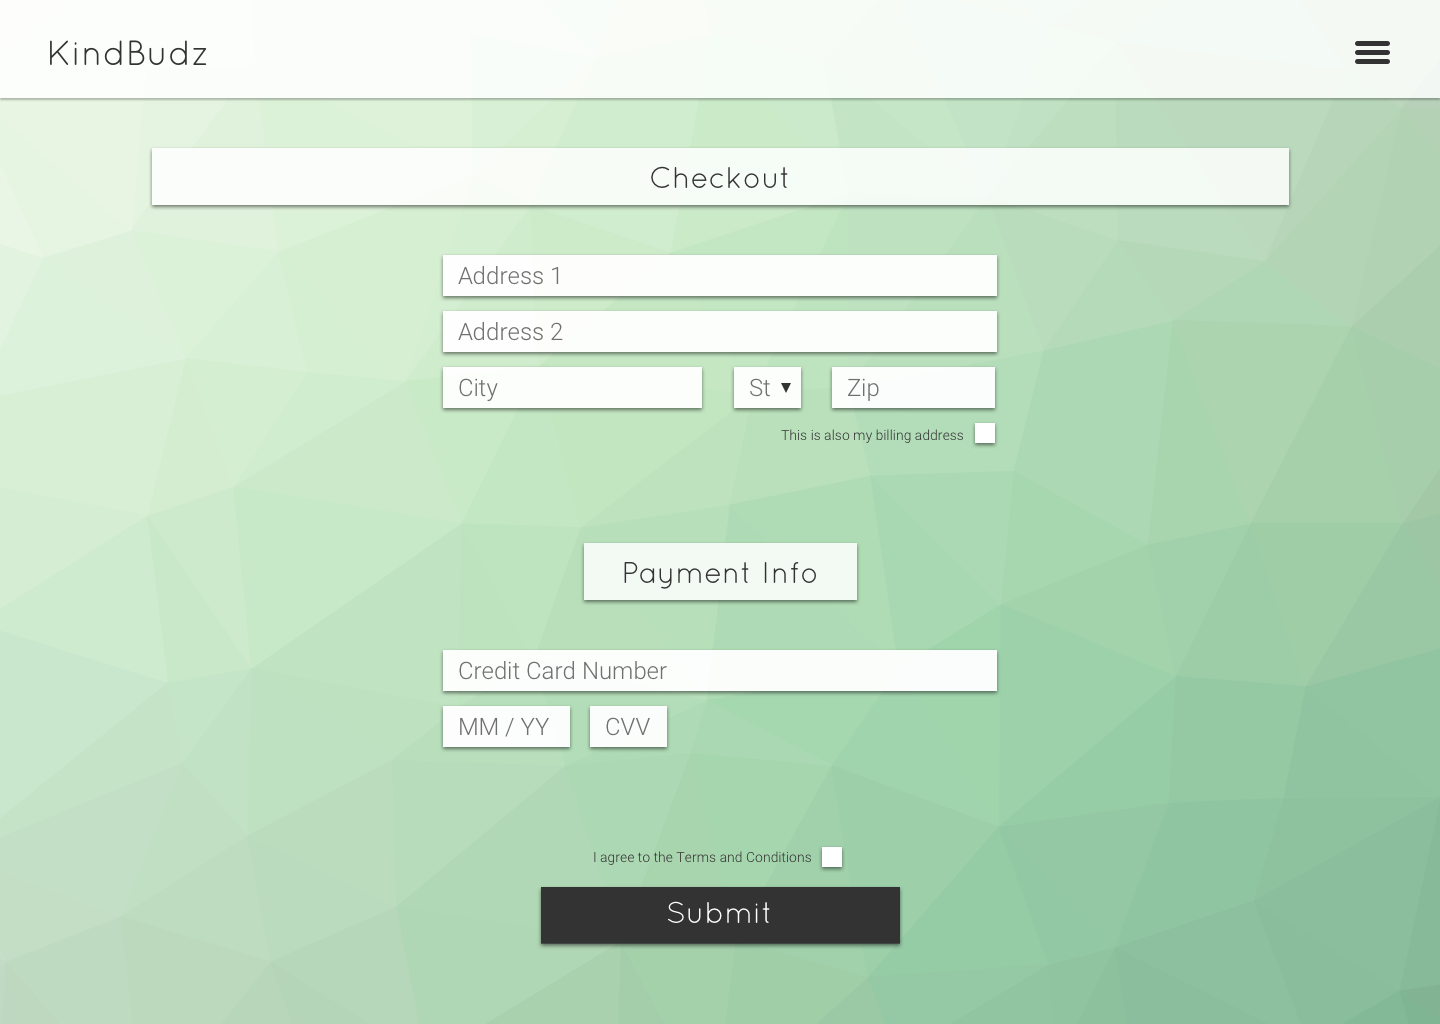 KindBudz
Checkout
Address 1
Address 2
City St ▼ Zip
This is also my billing address
Payment Info
Credit Card Number
MM / YY CVV
I agree to the Terms and Conditions
Submit